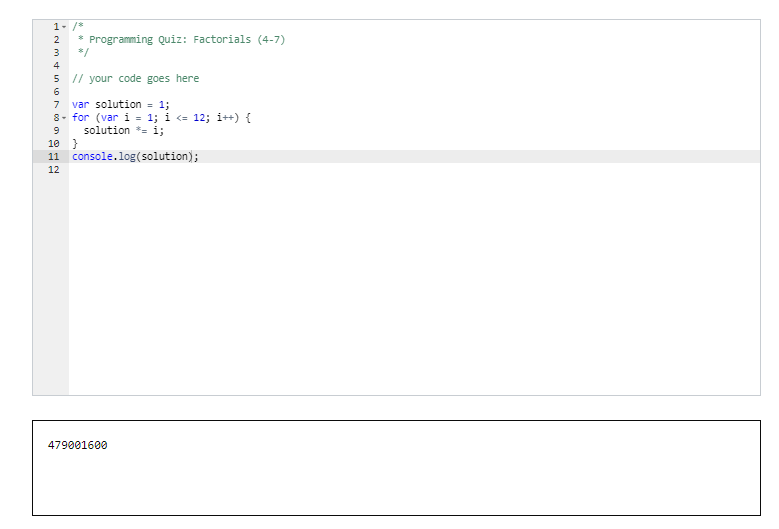 1 /*
2  * Programming Quiz: Factorials (4-7)
3  */
4
5 // your code goes here
6
7 var solution = 1;
8 for (var i = 1; i <= 12; i++) {
9   solution *= i;
10 }
11 console.log(solution);
12
479001600